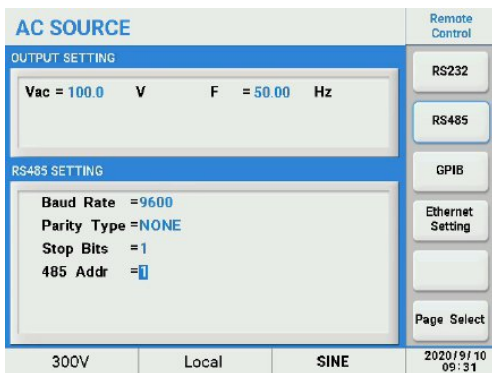 AC SOURCE
Remote
Control
OUTPUT SETTING
Vac = 100.0 V F = 50.00 Hz
RS485 SETTING
Baud Rate =9600
Parity Type =NONE
Stop Bits =1
485 Addr =1
RS232
RS485
GPIB
Ethernet
Setting
Page Select
300V Local SINE
2020/9/10
09:31